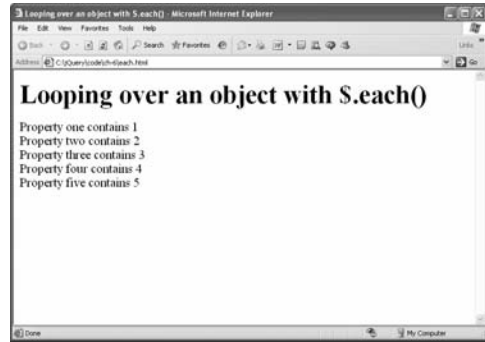 Looping over an object with $.each() - Microsoft Internet Explorer
File Edit View Favorites Tools Help
Back Search Favorites Links
Address C:\jQuery\code\ch-6\each.html Go
Looping over an object with $.each()
Property one contains 1
Property two contains 2
Property three contains 3
Property four contains 4
Property five contains 5
Done My Computer